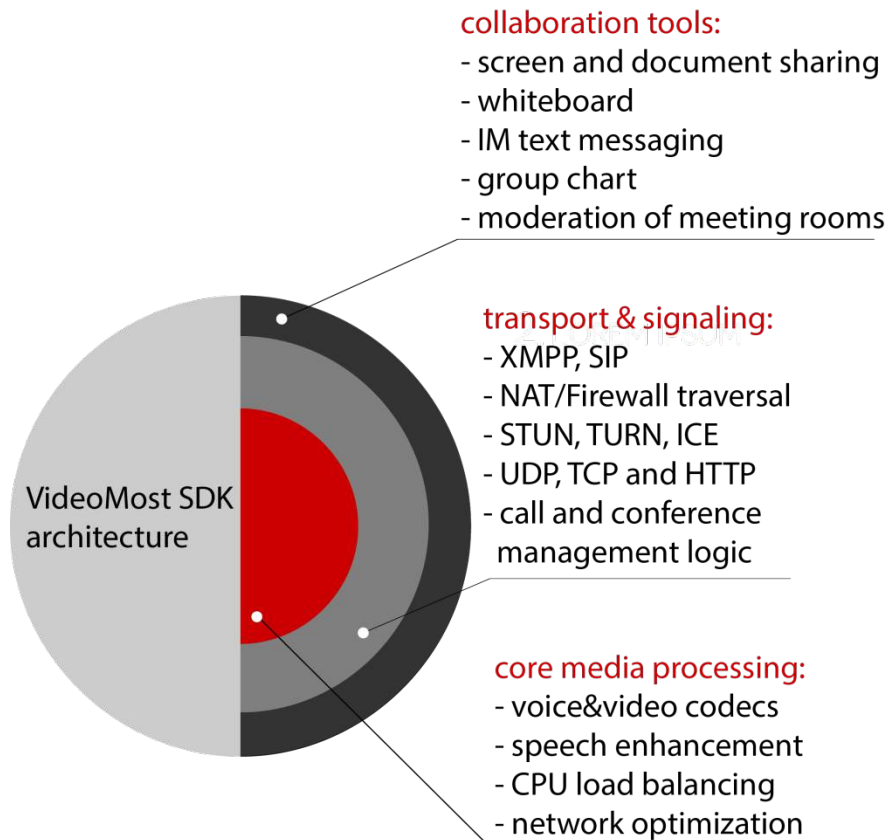 collaboration tools:
- screen and document sharing
- whiteboard
- IM text messaging
- group chart
- moderation of meeting rooms
transport & signaling:
- XMPP, SIP
- NAT/Firewall traversal
- STUN, TURN, ICE
- UDP, TCP and HTTP
- call and conference
management logic
VideoMost SDK
architecture
core media processing:
- voice&video codecs
- speech enhancement
- CPU load balancing
- network optimization